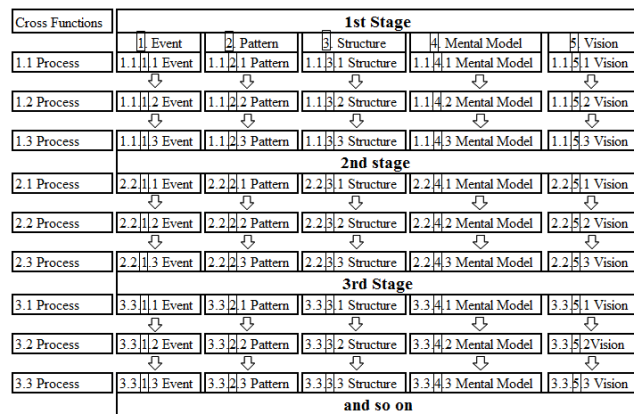 Cross Functions 1st Stage
1. Event 2. Pattern 3. Structure 4. Mental Model 5. Vision
1.1 Process 1.1.1.1 Event 1.1.2.1 Pattern 1.1.3.1 Structure 1.1.4.1 Mental Model 1.1.5.1 Vision
1.2 Process 1.1.1.2 Event 1.1.2.2 Pattern 1.1.3.2 Structure 1.1.4.2 Mental Model 1.1.5.2 Vision
1.3 Process 1.1.1.3 Event 1.1.2.3 Pattern 1.1.3.3 Structure 1.1.4.3 Mental Model 1.1.5.3 Vision
2nd stage
2.1 Process 2.2.1.1 Event 2.2.2.1 Pattern 2.2.3.1 Structure 2.2.4.1 Mental Model 2.2.5.1 Vision
2.2 Process 2.2.1.2 Event 2.2.2.2 Pattern 2.2.3.2 Structure 2.2.4.2 Mental Model 2.2.5.2 Vision
2.3 Process 2.2.1.3 Event 2.2.2.3 Pattern 2.2.3.3 Structure 2.2.4.3 Mental Model 2.2.5.3 Vision
3rd Stage
3.1 Process 3.3.1.1 Event 3.3.2.1 Pattern 3.3.3.1 Structure 3.3.4.1 Mental Model 3.3.5.1 Vision
3.2 Process 3.3.1.2 Event 3.3.2.2 Pattern 3.3.3.2 Structure 3.3.4.2 Mental Model 3.3.5.2Vision
3.3 Process 3.3.1.3 Event 3.3.2.3 Pattern 3.3.3.3 Structure 3.3.4.3 Mental Model 3.3.5.3 Vision
and so on